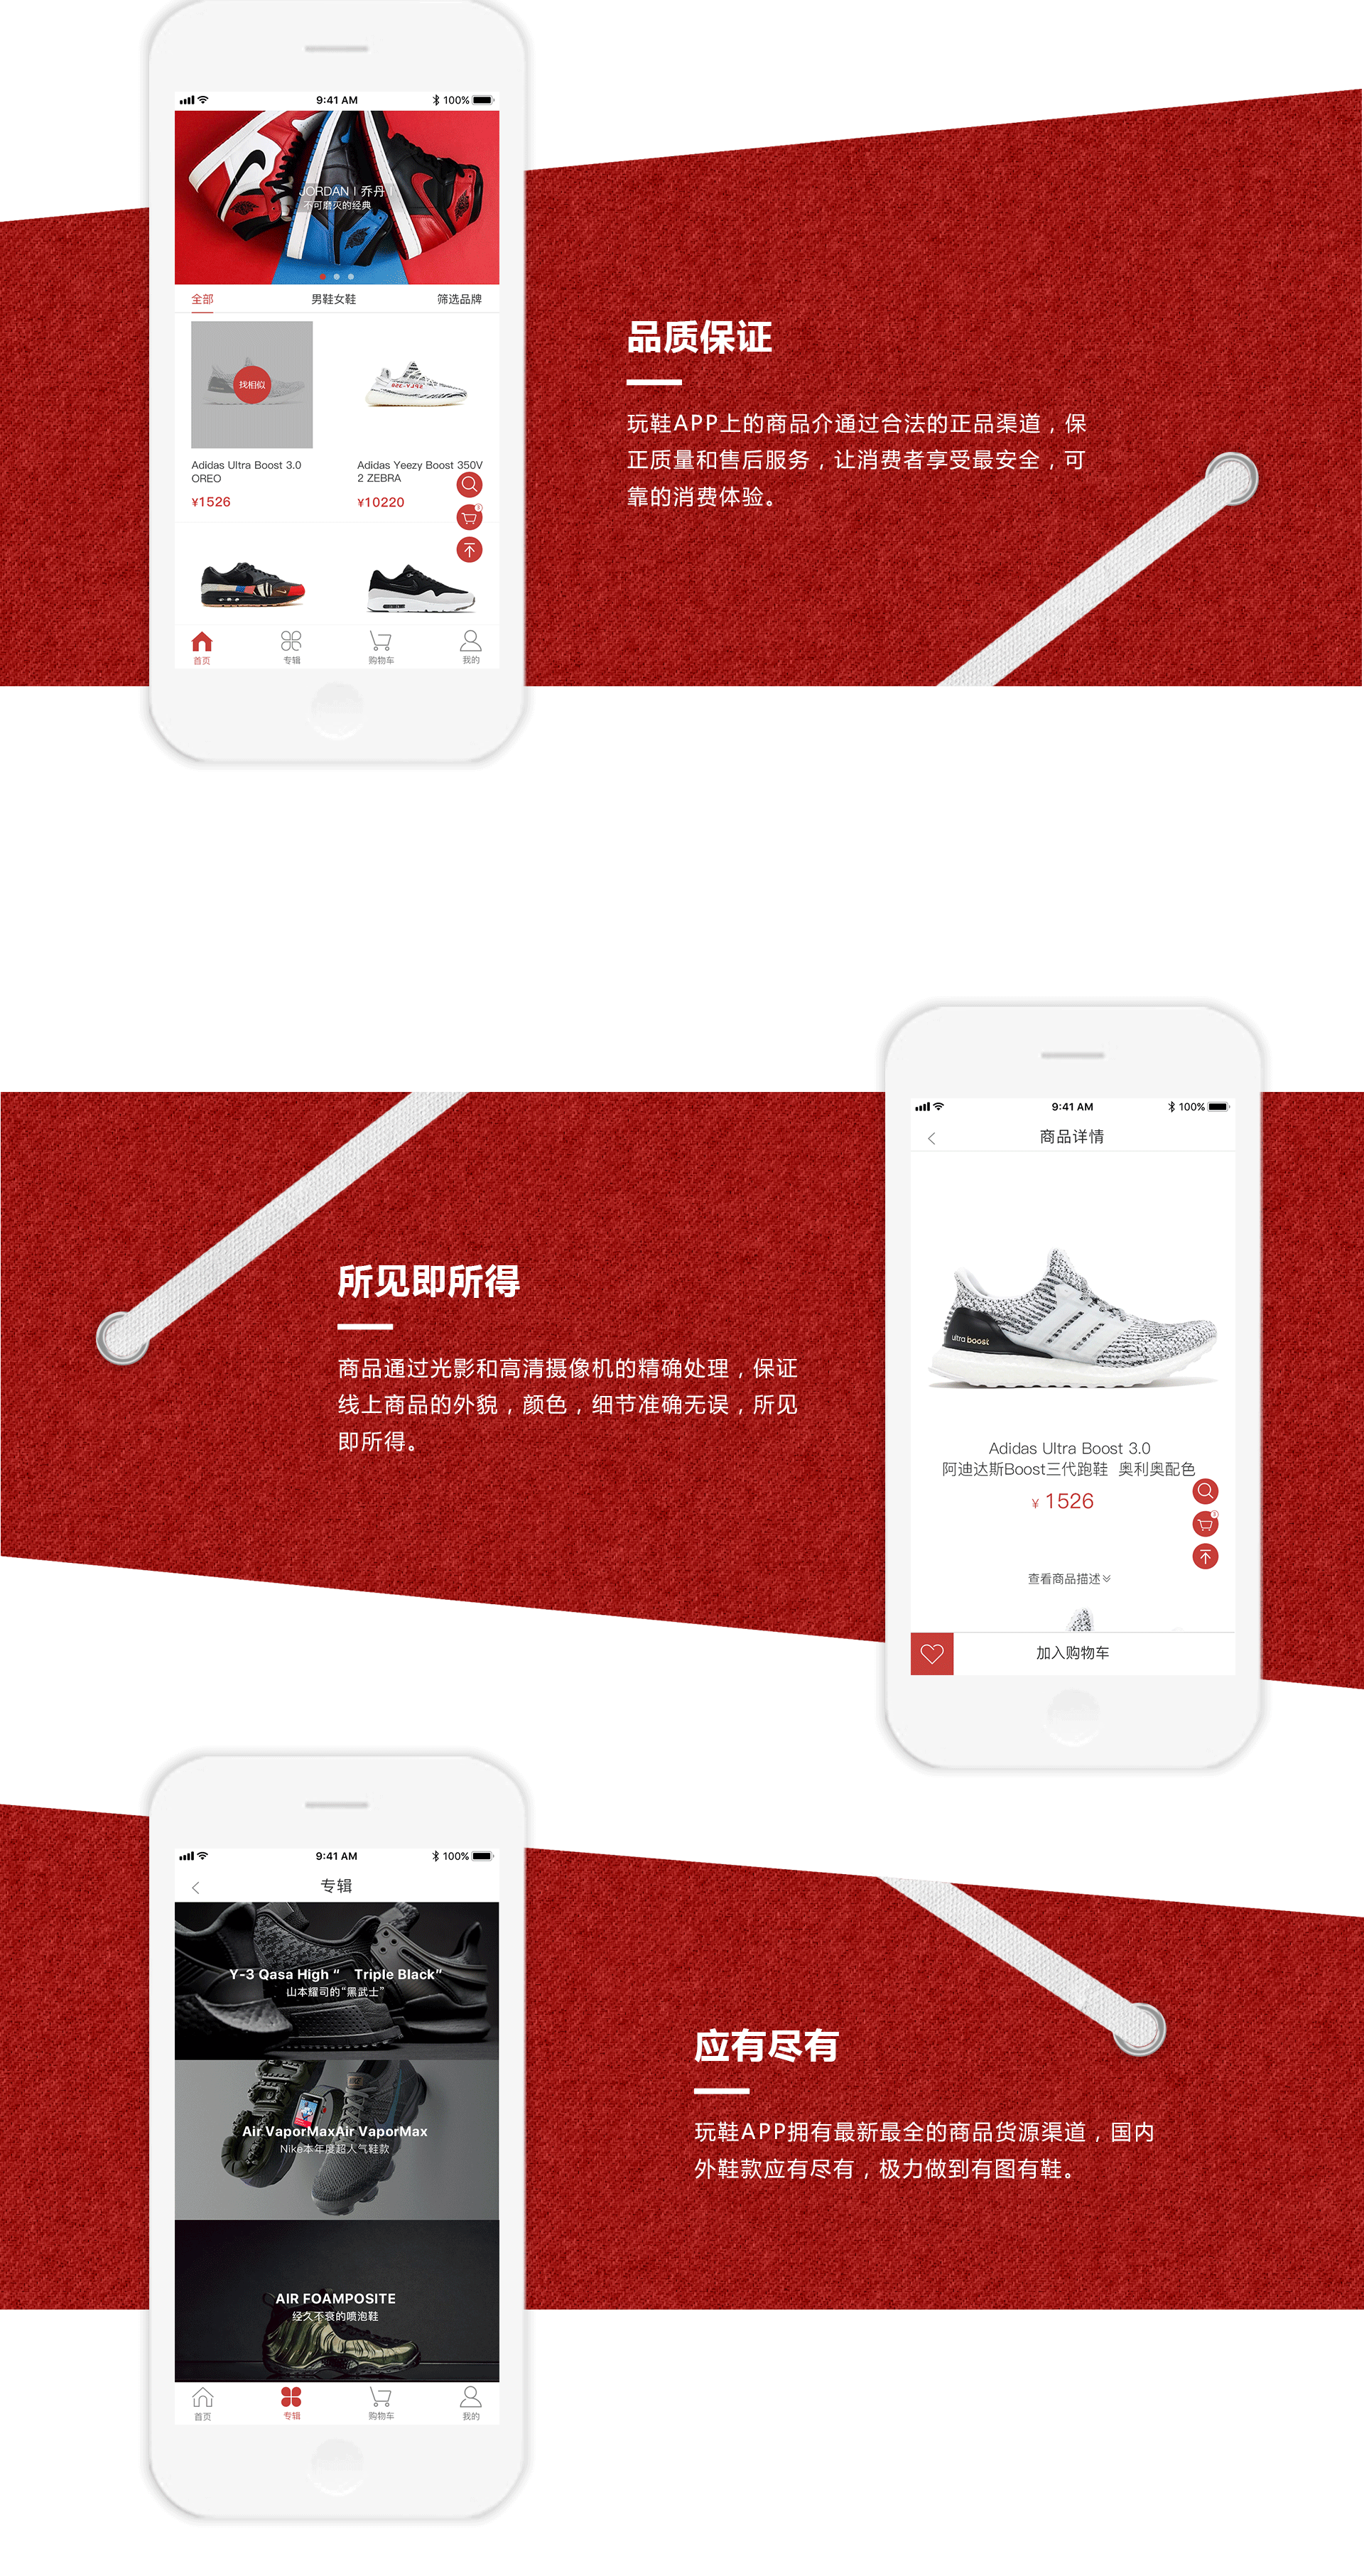 9:41 AM
100%
JORDAN | 乔丹 |
不可磨灭的经典
全部
男鞋女鞋
筛选品牌
找相似
Adidas Ultra Boost 3.0
OREO
¥1526
Adidas Yeezy Boost 350V
2 ZEBRA
¥10220
首页
专辑
购物车
我的
品质保证
玩鞋APP上的商品介通过合法的正品渠道，保
正质量和售后服务，让消费者享受最安全，可
靠的消费体验。
所见即所得
商品通过光影和高清摄像机的精确处理，保证
线上商品的外貌，颜色，细节准确无误，所见
即所得。
9:41 AM
100%
商品详情
ultra boost
Adidas Ultra Boost 3.0
阿迪达斯Boost三代跑鞋 奥利奥配色
¥ 1526
查看商品描述
加入购物车
9:41 AM
100%
专辑
Y-3 Qasa High “ Triple Black”
山本耀司的“黑武士”
Air VaporMaxAir VaporMax
Nike本年度超人气鞋款
AIR FOAMPOSITE
经久不衰的喷泡鞋
首页
专辑
购物车
我的
应有尽有
玩鞋APP拥有最新最全的商品货源渠道，国内
外鞋款应有尽有，极力做到有图有鞋。